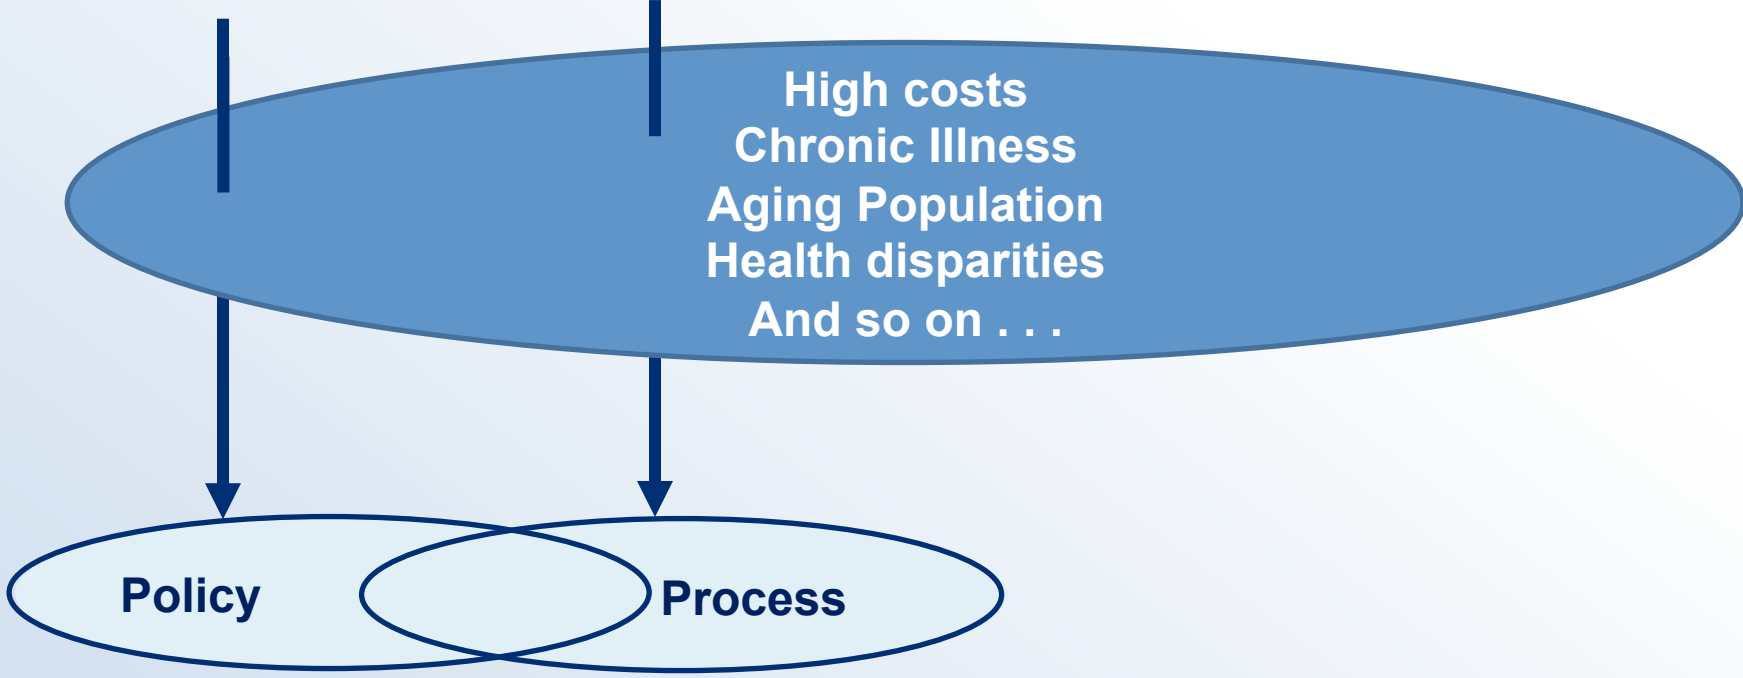 High costs
Chronic Illness
Aging Population
Health disparities
And so on . . .
Policy
Process